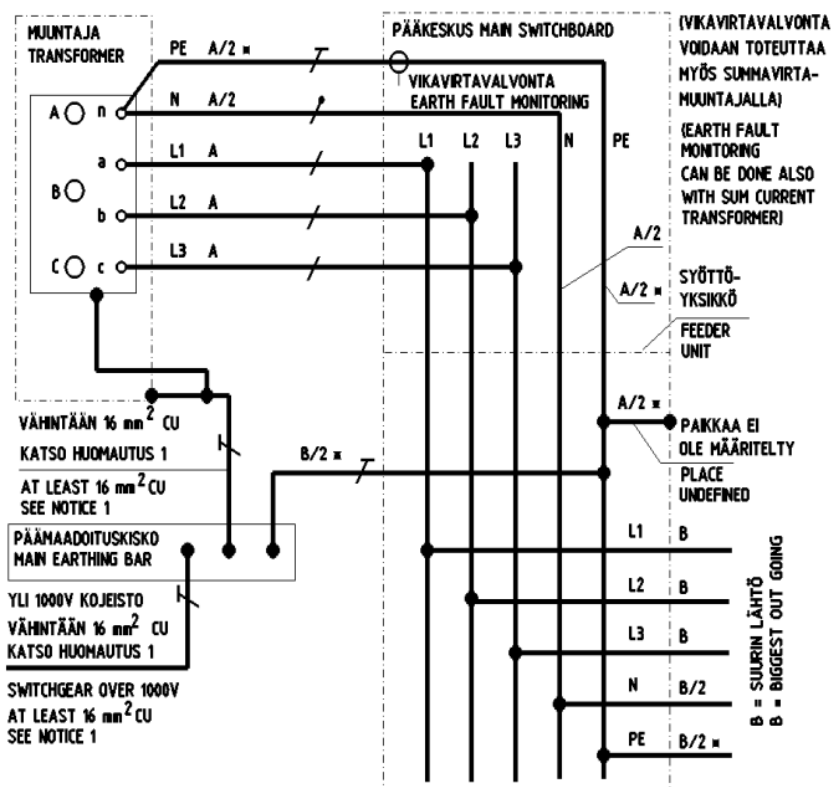 MUUNTAJA
TRANSFORMER
PE A/2 ¤
N A/2
L1 A
L2 A
L3 A
A n
a
B
b
C c
PÄÄKESKUS MAIN SWITCHBOARD
VIKAVIRTAVALVONTA
EARTH FAULT MONITORING
L1 L2 L3 N PE
(VIKAVIRTAVALVONTA
VOIDAAN TOTEUTTAA
MYÖS SUMMAVIRTA-
MUUNTAJALLA)
(EARTH FAULT
MONITORING
CAN BE DONE ALSO
WITH SUM CURRENT
TRANSFORMER)
A/2
A/2 ¤
SYÖTTÖ-
YKSIKKÖ
FEEDER
UNIT
A/2 ¤
PAIKKAA EI
OLE MÄÄRITELTY
PLACE
UNDEFINED
VÄHINTÄÄN 16 mm² CU
KATSO HUOMAUTUS 1
AT LEAST 16 mm² CU
SEE NOTICE 1
B/2 ¤
PÄÄMAADOITUSKISKO
MAIN EARTHING BAR
YLI 1000V KOJEISTO
VÄHINTÄÄN 16 mm² CU
KATSO HUOMAUTUS 1
SWITCHGEAR OVER 1000V
AT LEAST 16 mm² CU
SEE NOTICE 1
L1 B
L2 B
L3 B
N B/2
PE B/2 ¤
B = SUURIN LÄHTÖ
B = BIGGEST OUT GOING